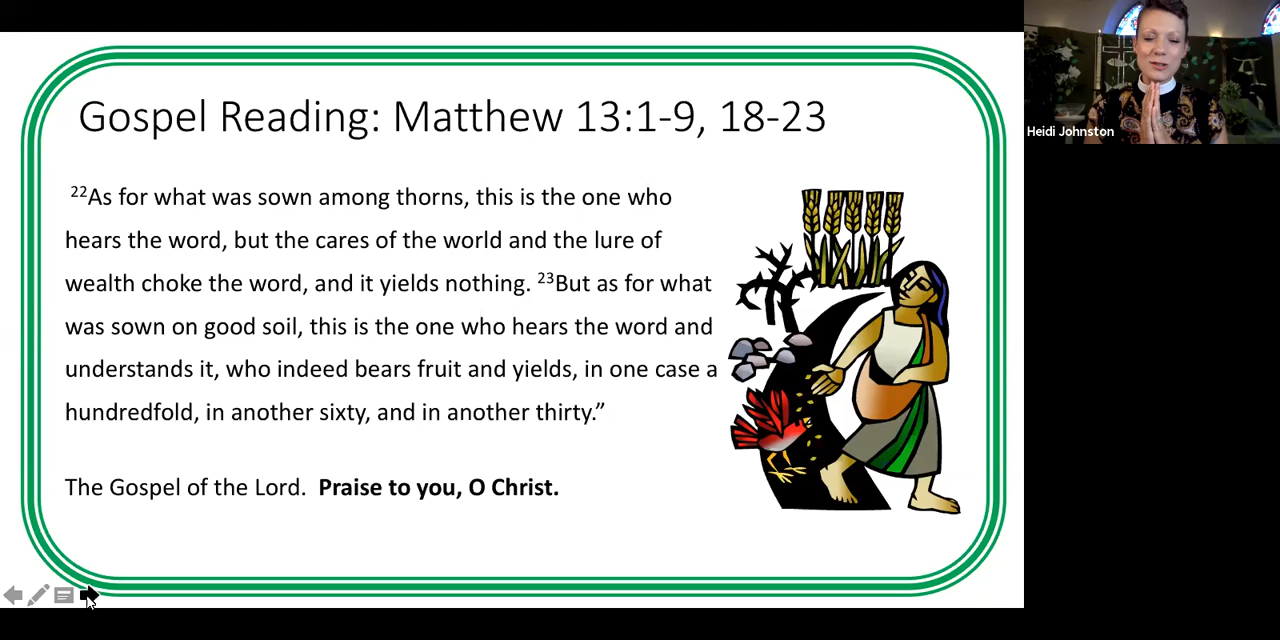 Gospel Reading: Matthew 13:1-9, 18-23
²²As for what was sown among thorns, this is the one who
hears the word, but the cares of the world and the lure of
wealth choke the word, and it yields nothing. ²³But as for what
was sown on good soil, this is the one who hears the word and
understands it, who indeed bears fruit and yields, in one case a
hundredfold, in another sixty, and in another thirty.”
The Gospel of the Lord.  Praise to you, O Christ.
Heidi Johnston